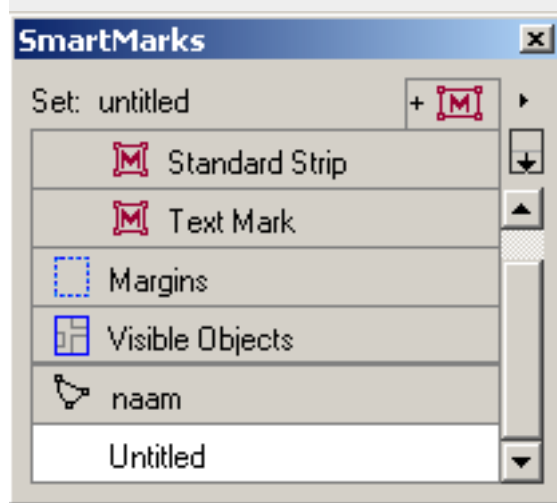 SmartMarks
Set: untitled
+ M
M Standard Strip
M Text Mark
Margins
Visible Objects
naam
Untitled